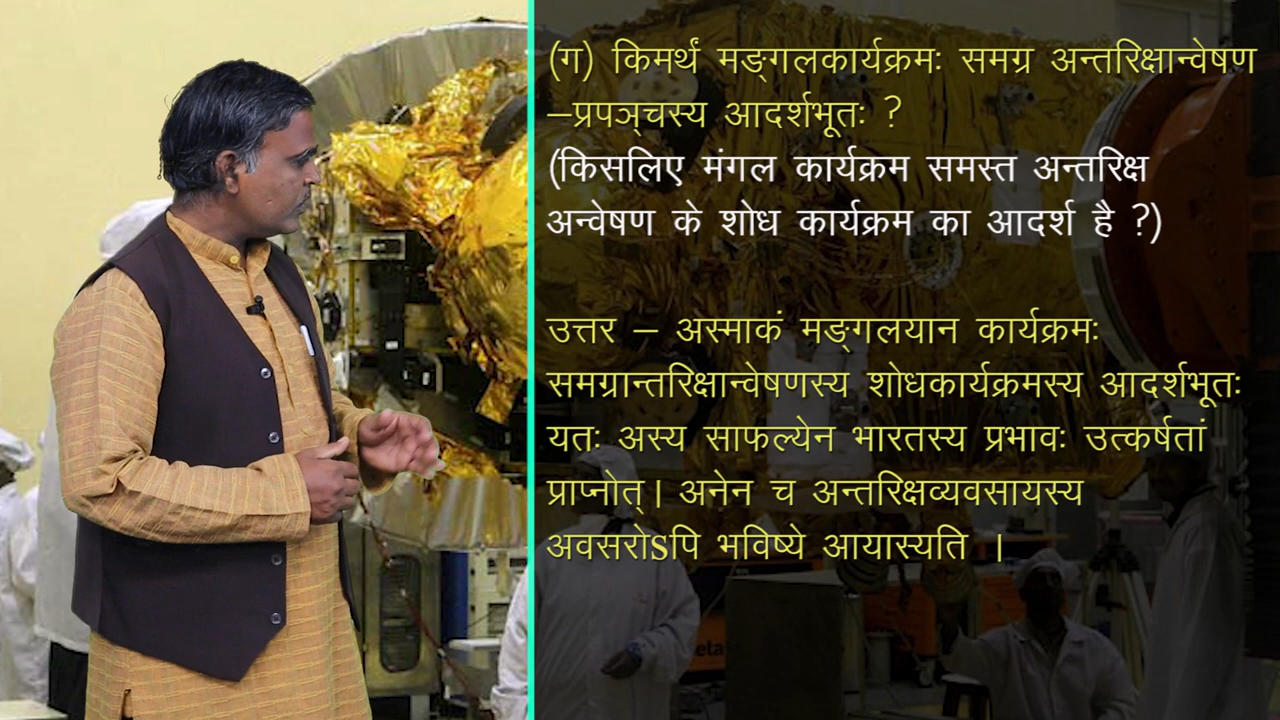 (ग) किमर्थं मङ्गलकार्यक्रमः समग्र अन्तरिक्षान्वेषण
–प्रपञ्चस्य आदर्शभूतः ?
(किसलिए मंगल कार्यक्रम समस्त अन्तरिक्ष
अन्वेषण के शोध कार्यक्रम का आदर्श है ?)
उत्तर – अस्माकं मङ्गलयान कार्यक्रमः
समग्रान्तरिक्षान्वेषणस्य शोधकार्यक्रमस्य आदर्शभूतः
यतः अस्य साफल्येन भारतस्य प्रभावः उत्कर्षतां
प्राप्नोत्। अनेन च अन्तरिक्षव्यवसायस्य
अवसरोऽपि भविष्ये आयास्यति ।